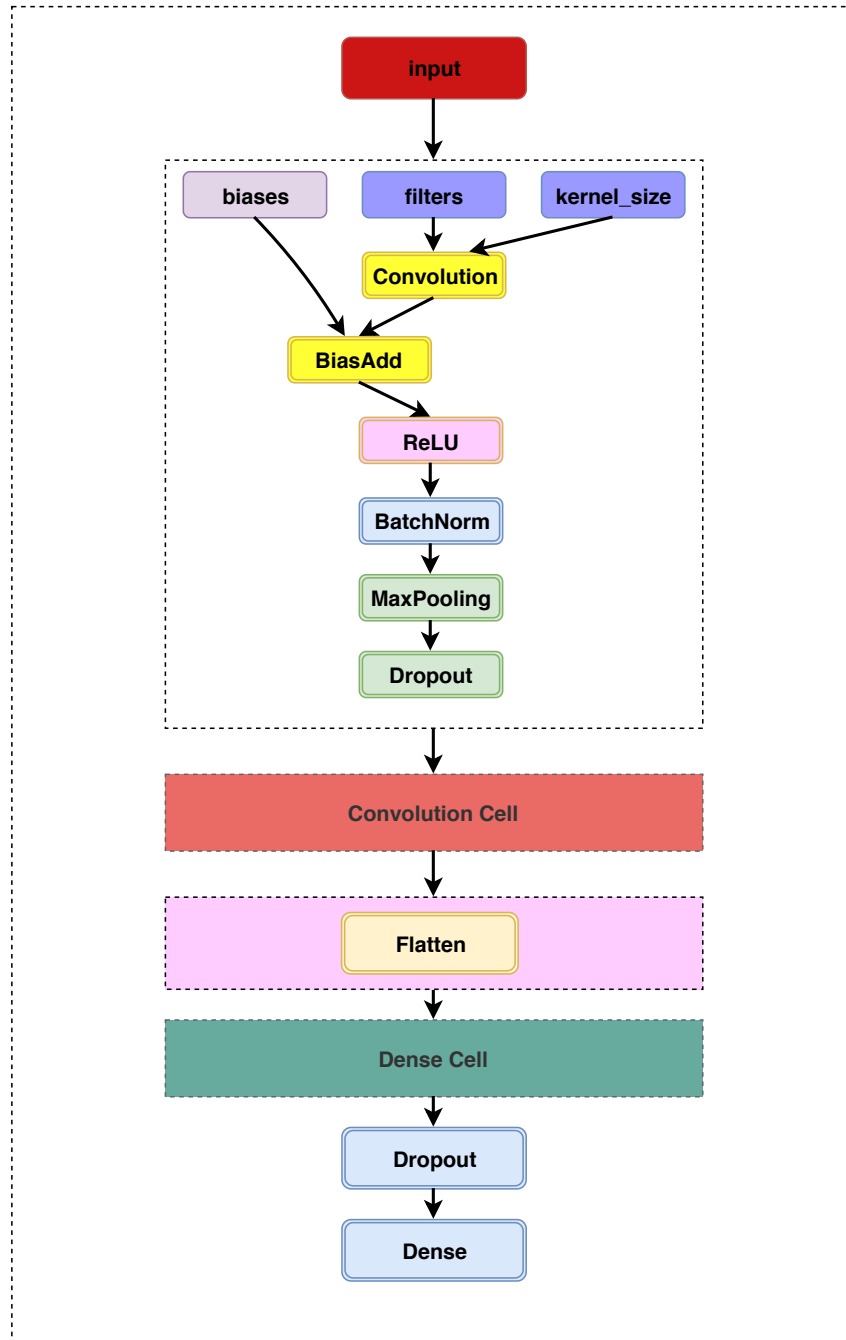 input
biases
filters
kernel_size
Convolution
BiasAdd
ReLU
BatchNorm
MaxPooling
Dropout
Convolution Cell
Flatten
Dense Cell
Dropout
Dense